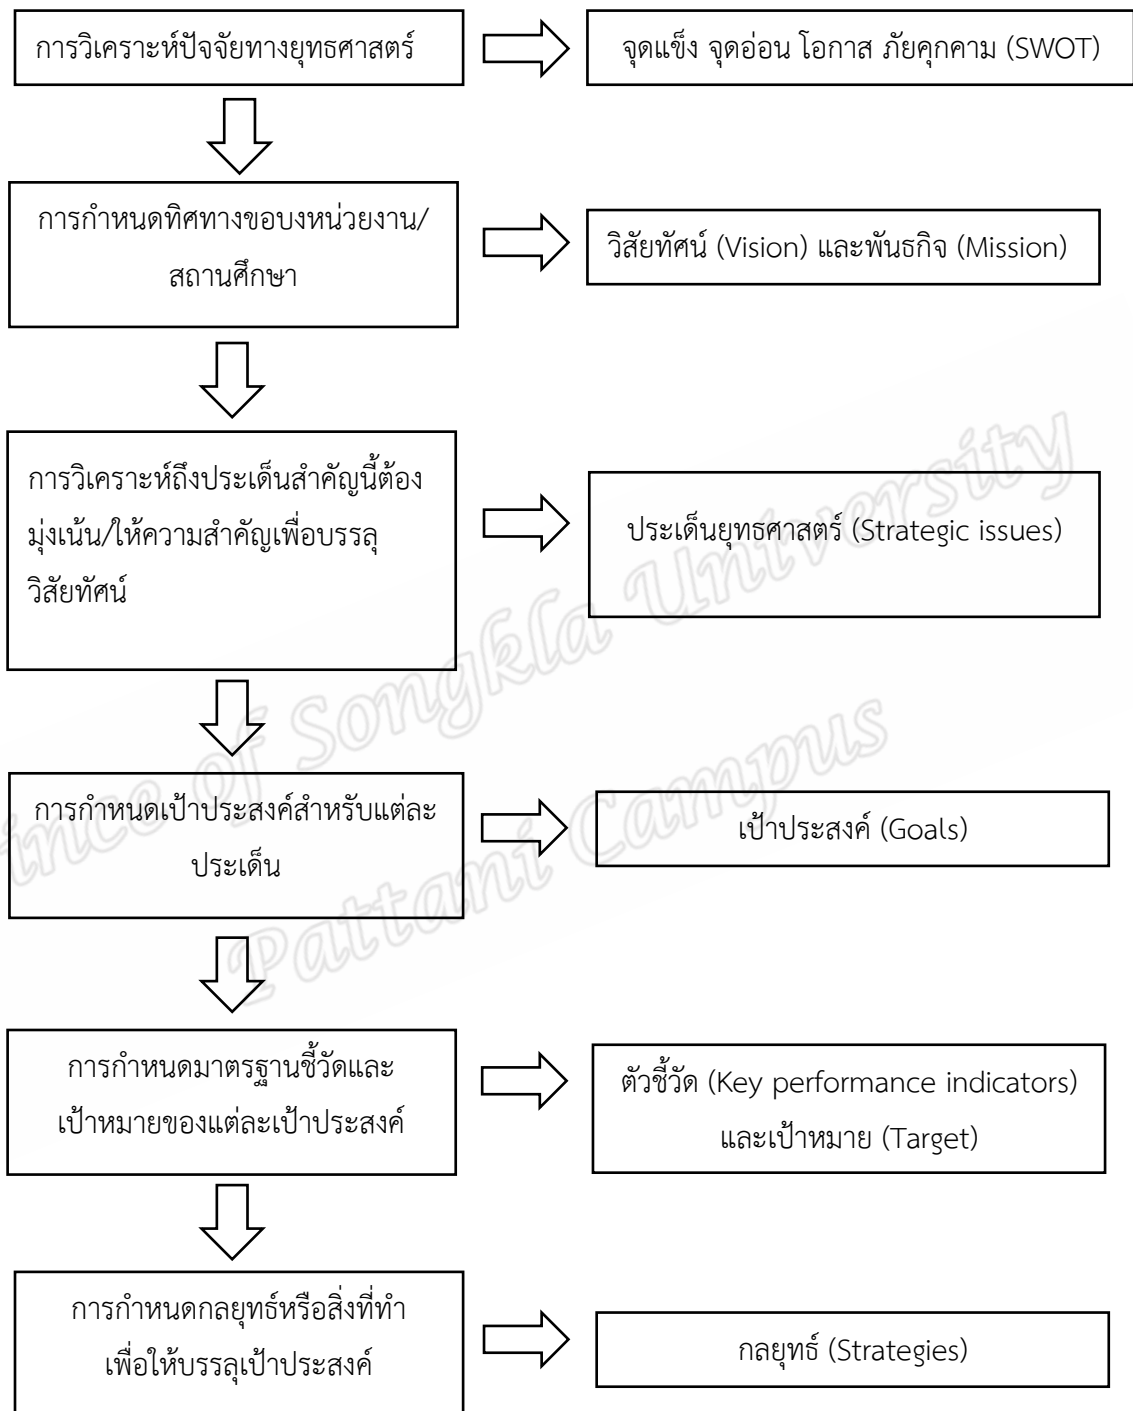 การวิเคราะห์ปัจจัยทางยุทธศาสตร์
จุดแข็ง จุดอ่อน โอกาส ภัยคุกคาม (SWOT)
การกำหนดทิศทางขอบงหน่วยงาน/
สถานศึกษา
วิสัยทัศน์ (Vision) และพันธกิจ (Mission)
การวิเคราะห์ถึงประเด็นสำคัญนี้ต้อง
มุ่งเน้น/ให้ความสำคัญเพื่อบรรลุ
วิสัยทัศน์
ประเด็นยุทธศาสตร์ (Strategic issues)
การกำหนดเป้าประสงค์สำหรับแต่ละ
ประเด็น
เป้าประสงค์ (Goals)
การกำหนดมาตรฐานชี้วัดและ
เป้าหมายของแต่ละเป้าประสงค์
ตัวชี้วัด (Key performance indicators)
และเป้าหมาย (Target)
การกำหนดกลยุทธ์หรือสิ่งที่ทำ
เพื่อให้บรรลุเป้าประสงค์
กลยุทธ์ (Strategies)
ince of Songkla University
Pattani Campus